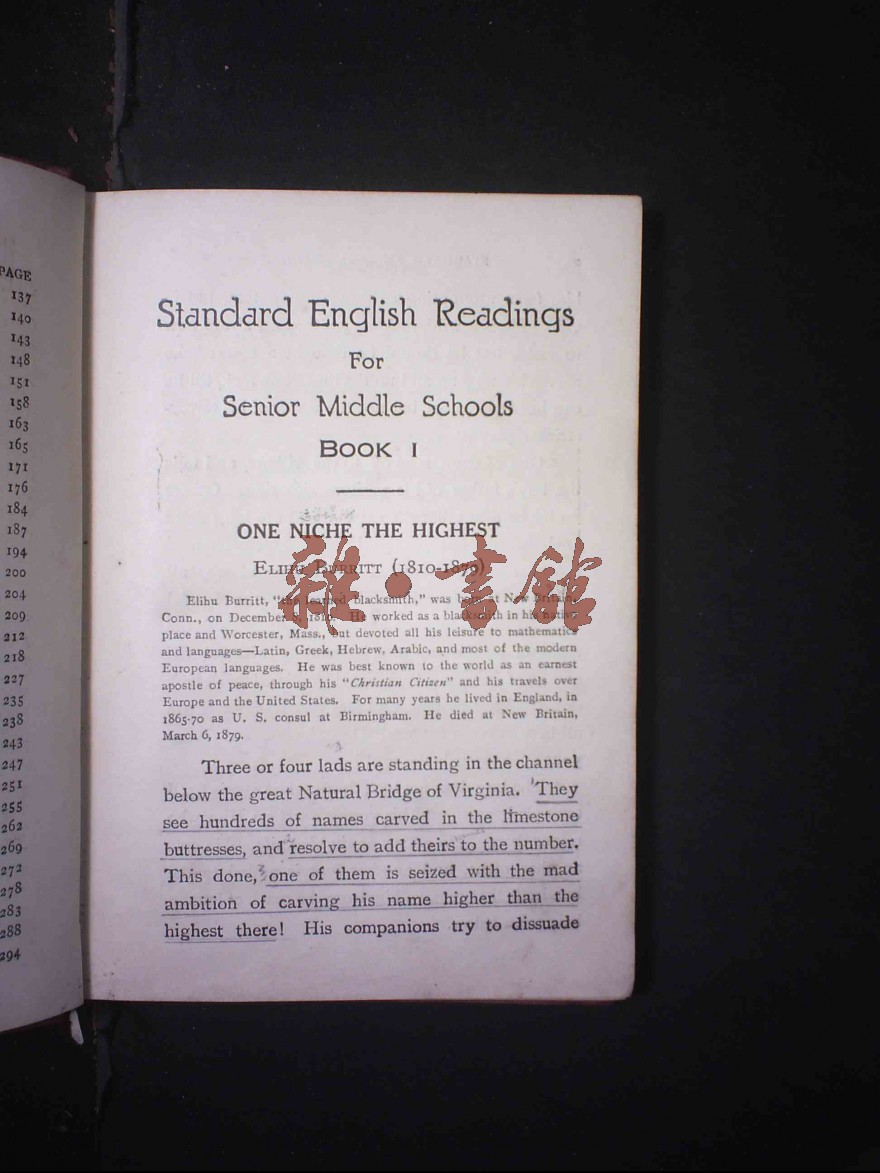 PAGE
137
140
143
148
151
158
163
165
171
176
184
187
194
200
204
209
212
218
227
235
238
243
247
251
255
262
269
272
278
283
288
294
Standard English Readings
For
Senior Middle Schools
BOOK I
ONE NICHE THE HIGHEST
ELIHU BURRITT (1810-1879)
Elihu Burritt, "the learned blacksmith," was born at New Britain,
Conn., on December 8, 1810. He worked as a blacksmith in his native
place and Worcester, Mass., but devoted all his leisure to mathematics
and languages—Latin, Greek, Hebrew, Arabic, and most of the modern
European languages. He was best known to the world as an earnest
apostle of peace, through his "Christian Citizen" and his travels over
Europe and the United States. For many years he lived in England, in
1865-70 as U. S. consul at Birmingham. He died at New Britain,
March 6, 1879.
Three or four lads are standing in the channel
below the great Natural Bridge of Virginia. They
see hundreds of names carved in the limestone
buttresses, and resolve to add theirs to the number.
This done, one of them is seized with the mad
ambition of carving his name higher than the
highest there! His companions try to dissuade
雜·書館